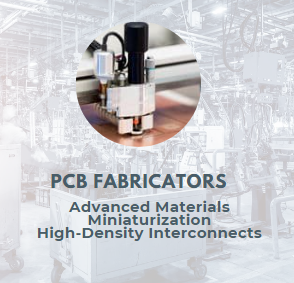 PCB FABRICATORS
Advanced Materials
Miniaturization
High-Density Interconnects